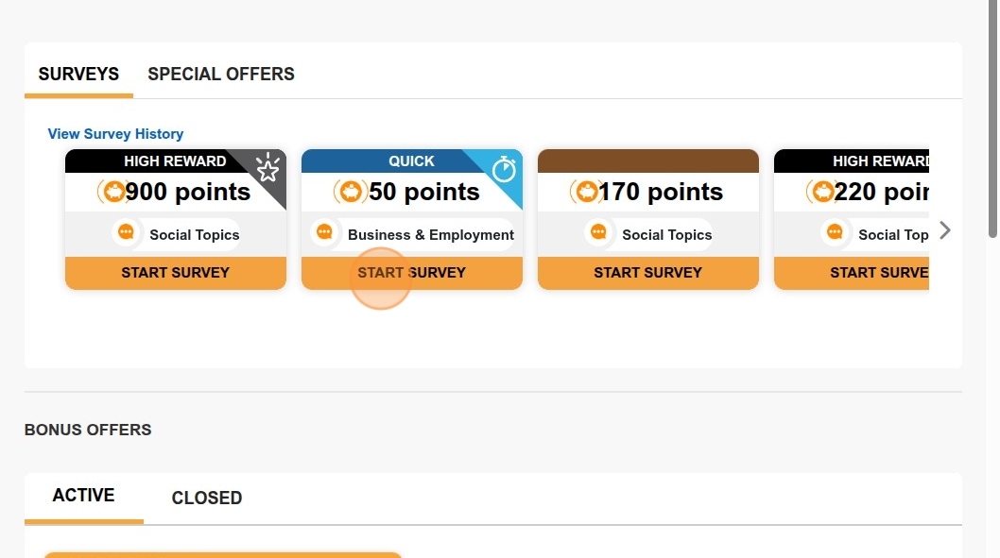 SURVEYS SPECIAL OFFERS
View Survey History
HIGH REWARD
900 points
Social Topics
START SURVEY
QUICK
50 points
Business & Employment
START SURVEY
170 points
Social Topics
START SURVEY
HIGH REWARD
220 poin
Social Top
START SURVE
BONUS OFFERS
ACTIVE CLOSED